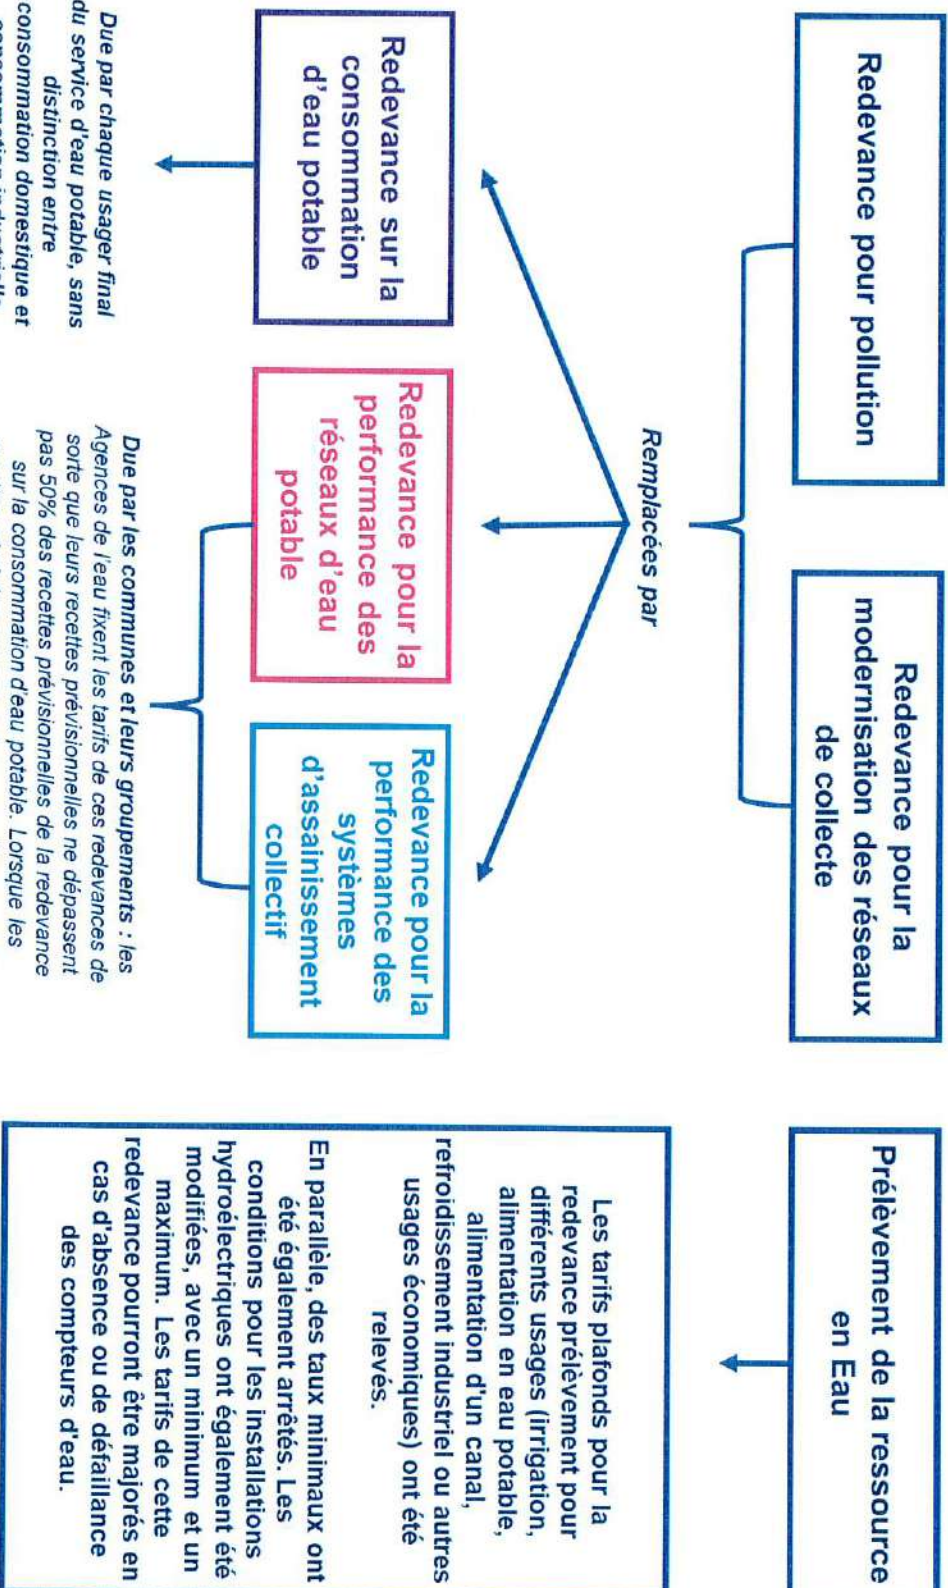 Redevance pour pollution
Redevance pour la
modernisation des réseaux
de collecte
Prélèvement de la ressource
en Eau
Remplacées par
Redevance sur la
consommation
d'eau potable
Redevance pour la
performance des
réseaux d'eau
potable
Redevance pour la
performance des
systèmes
d'assainissement
collectif
Due par chaque usager final
du service d'eau potable, sans
distinction entre
consommation domestique et
Due par les communes et leurs groupements : les
Agences de l'eau fixent les tarifs de ces redevances de
sorte que leurs recettes prévisionnelles ne dépassent
pas 50% des recettes prévisionnelles de la redevance
sur la consommation d'eau potable. Lorsque les
Les tarifs plafonds pour la
redevance prélèvement pour
différents usages (irrigation,
alimentation en eau potable,
alimentation d'un canal,
refroidissement industriel ou autres
usages économiques) ont été
relevés.
En parallèle, des taux minimaux ont
été également arrêtés. Les
conditions pour les installations
hydroélectriques ont également été
modifiées, avec un minimum et un
maximum. Les tarifs de cette
redevance pourront être majorés en
cas d'absence ou de défaillance
des compteurs d'eau.